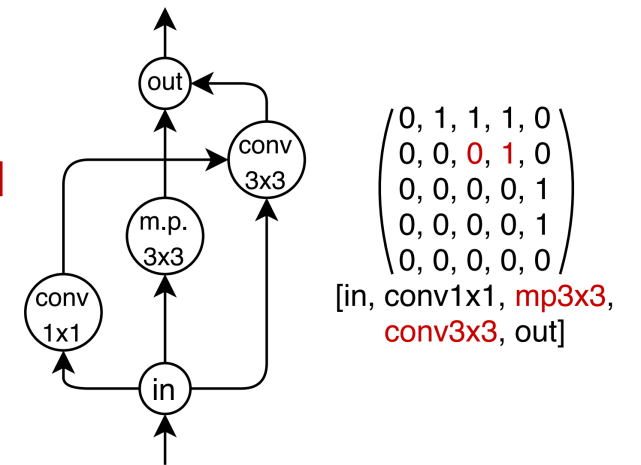 out
conv
3x3
m.p.
3x3
conv
1x1
in
0, 1, 1, 1, 0
0, 0, 0, 1, 0
0, 0, 0, 0, 1
0, 0, 0, 0, 1
0, 0, 0, 0, 0
[in, conv1x1, mp3x3,
conv3x3, out]